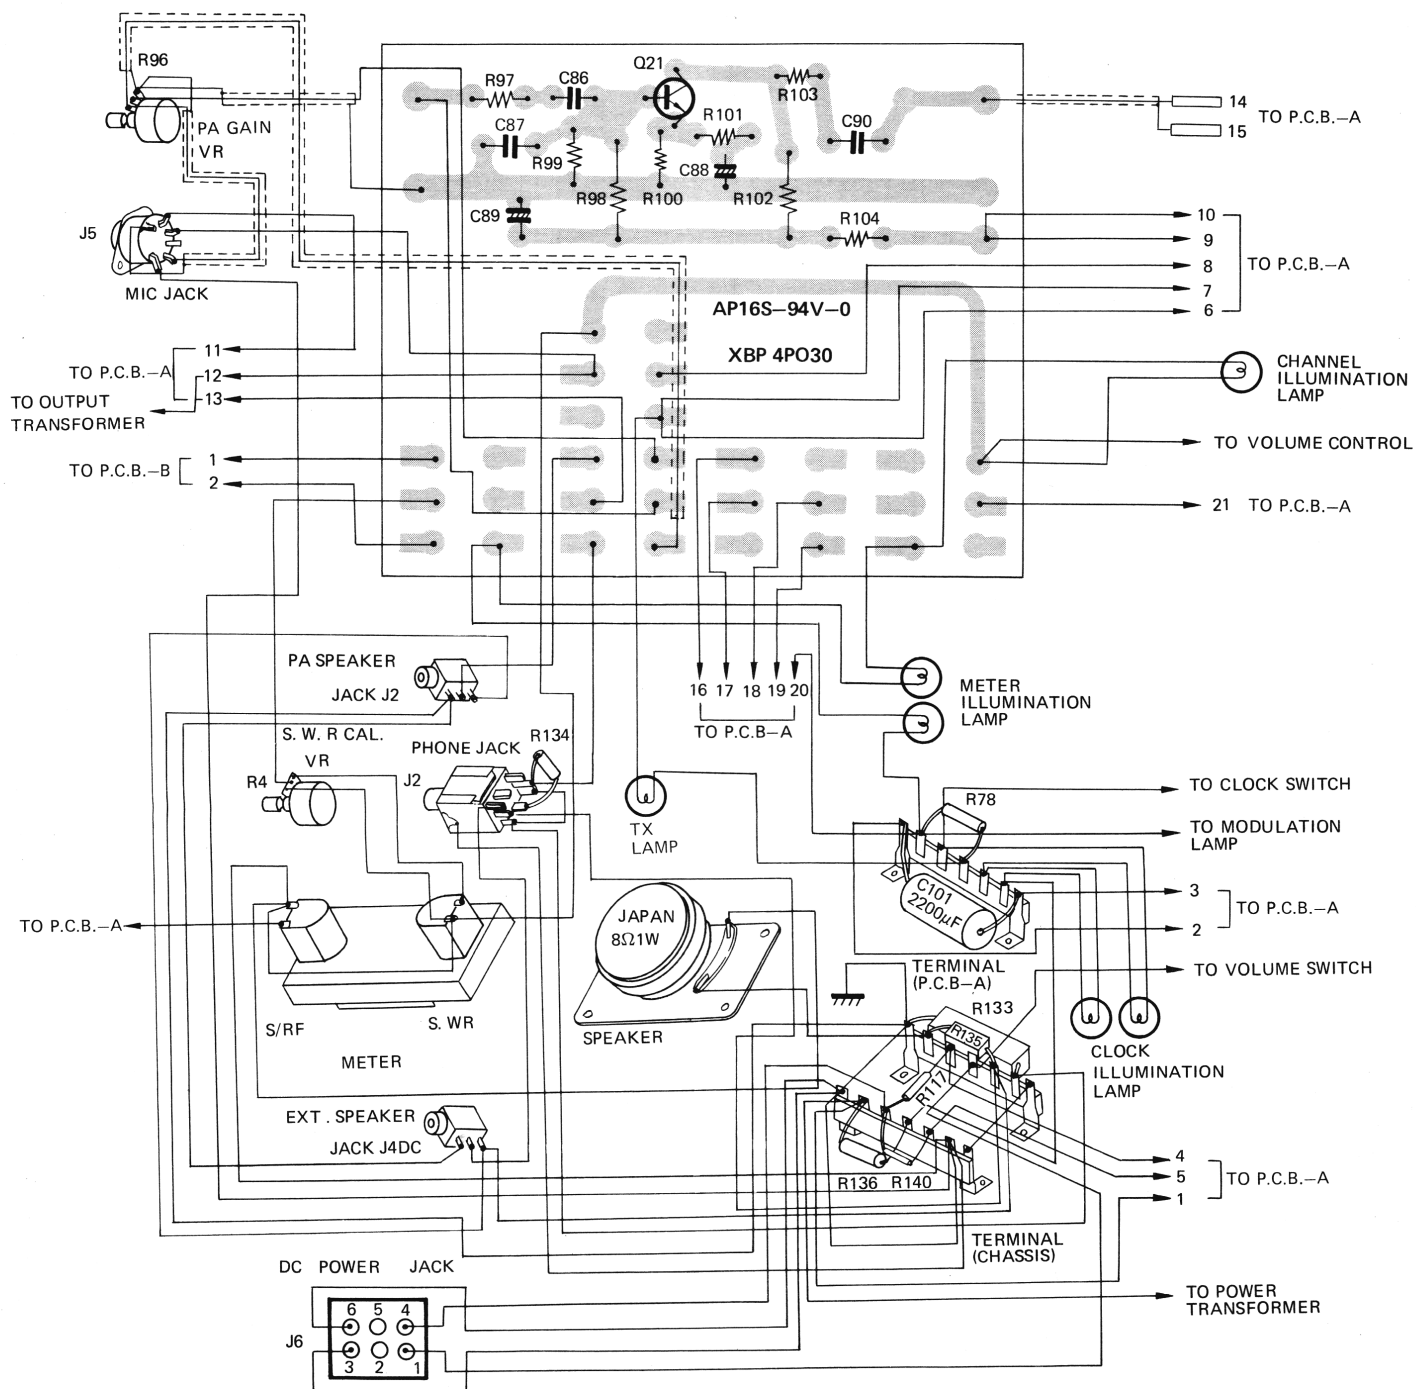 R96
PA GAIN
VR
R97
C86
Q21
R103
C87
R99
R101
C88
C90
R98
R100
R102
C89
R104
14
15
TO P.C.B.—A
J5
MIC JACK
10
9
8
7
6
TO P.C.B.—A
AP16S—94V—0
XBP 4PO30
11
12
13
TO P.C.B.—A
TO OUTPUT
TRANSFORMER
CHANNEL
ILLUMINATION
LAMP
TO VOLUME CONTROL
1
2
TO P.C.B.—B
21 TO P.C.B.—A
PA SPEAKER
JACK J2
16 17 18 19 20
TO P.C.B—A
METER
ILLUMINATION
LAMP
S. W. R CAL.
VR
R4
PHONE JACK
J2
R134
TX
LAMP
R78
TO CLOCK SWITCH
TO MODULATION
LAMP
C101
2200µF
3
2
TO P.C.B.—A
TERMINAL
(P.C.B—A)
TO P.C.B.—A
JAPAN
8Ω1W
SPEAKER
S/RF
S. WR
METER
TO VOLUME SWITCH
R133
R135
R117
CLOCK
ILLUMINATION
LAMP
EXT . SPEAKER
JACK J4DC
R136 R140
4
5
1
TO P.C.B.—A
TERMINAL
(CHASSIS)
DC POWER JACK
J6
6 5 4
3 2 1
TO POWER
TRANSFORMER